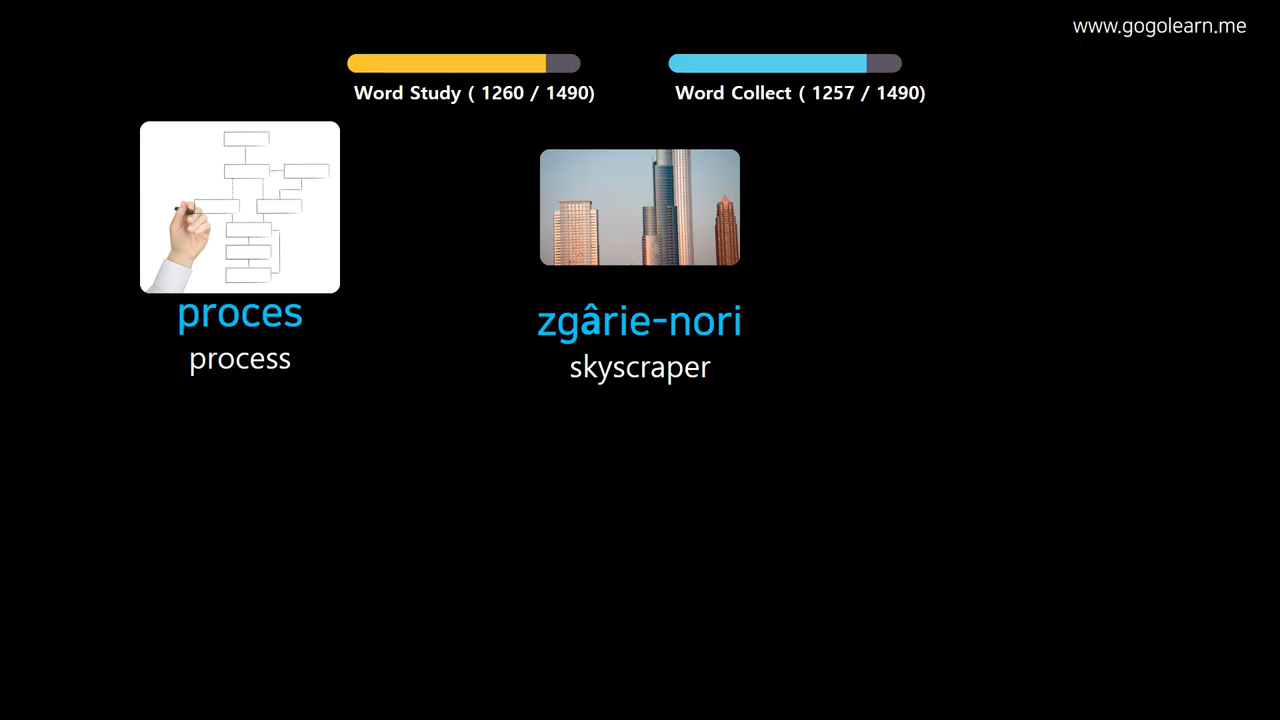 www.gogolearn.me
Word Study ( 1260 / 1490)
Word Collect ( 1257 / 1490)
proces
process
zgârie-nori
skyscraper